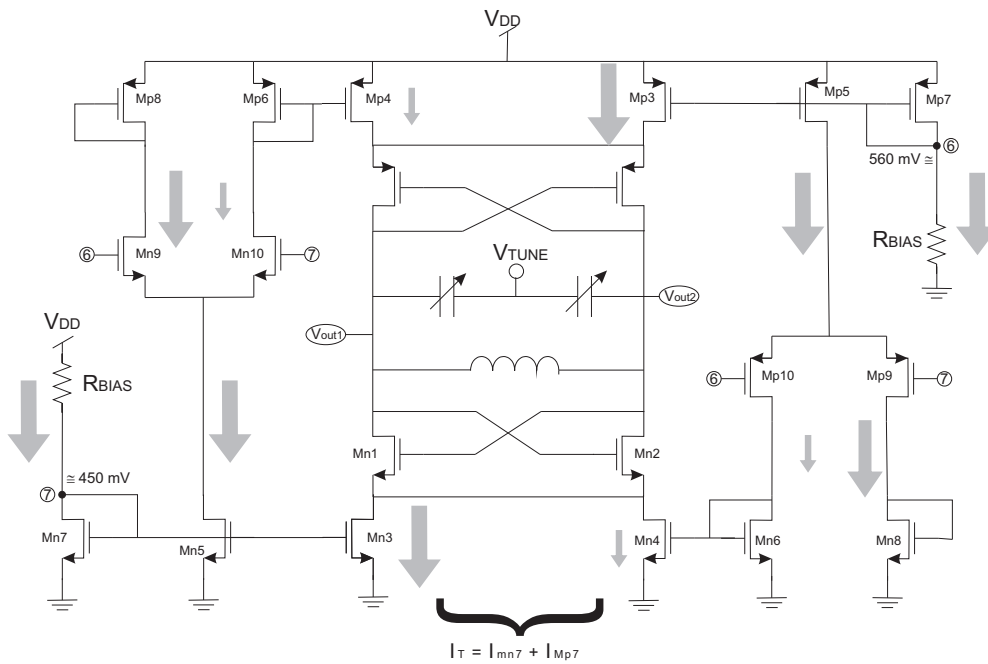 VDD
Mp8
Mp6
Mp4
Mp3
Mp5
Mp7
560 mV ≅
⑥
RBIAS
⑥
Mn9
Mn10
⑦
VTUNE
Vout2
Vout1
VDD
RBIAS
⑥
Mp10
Mp9
⑦
Mn1
Mn2
≅ 450 mV
⑦
Mn7
Mn5
Mn3
Mn4
Mn6
Mn8
IT = Imn7 + IMp7